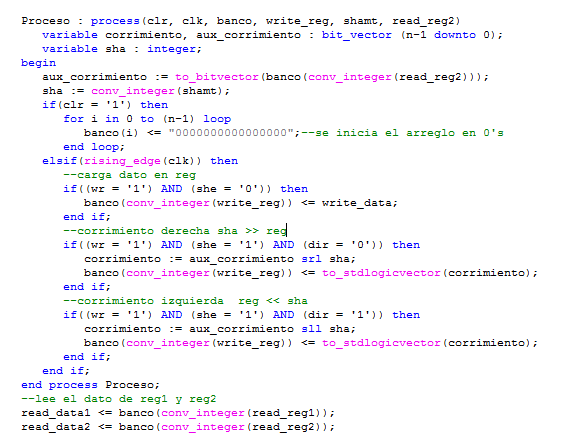 Proceso : process(clr, clk, banco, write_reg, shamt, read_reg2)
variable corrimiento, aux_corrimiento : bit_vector (n-1 downto 0);
variable sha : integer;
begin
aux_corrimiento := to_bitvector(banco(conv_integer(read_reg2)));
sha := conv_integer(shamt);
if(clr = '1') then
for i in 0 to (n-1) loop
banco(i) <= "0000000000000000";--se inicia el arreglo en 0's
end loop;
elsif(rising_edge(clk)) then
--carga dato en reg
if((wr = '1') AND (she = '0')) then
banco(conv_integer(write_reg)) <= write_data;
end if;
--corrimiento derecha sha >> reg
if((wr = '1') AND (she = '1') AND (dir = '0')) then
corrimiento := aux_corrimiento srl sha;
banco(conv_integer(write_reg)) <= to_stdlogicvector(corrimiento);
end if;
--corrimiento izquierda  reg << sha
if((wr = '1') AND (she = '1') AND (dir = '1')) then
corrimiento := aux_corrimiento sll sha;
banco(conv_integer(write_reg)) <= to_stdlogicvector(corrimiento);
end if;
end if;
end process Proceso;
--lee el dato de reg1 y reg2
read_data1 <= banco(conv_integer(read_reg1));
read_data2 <= banco(conv_integer(read_reg2));